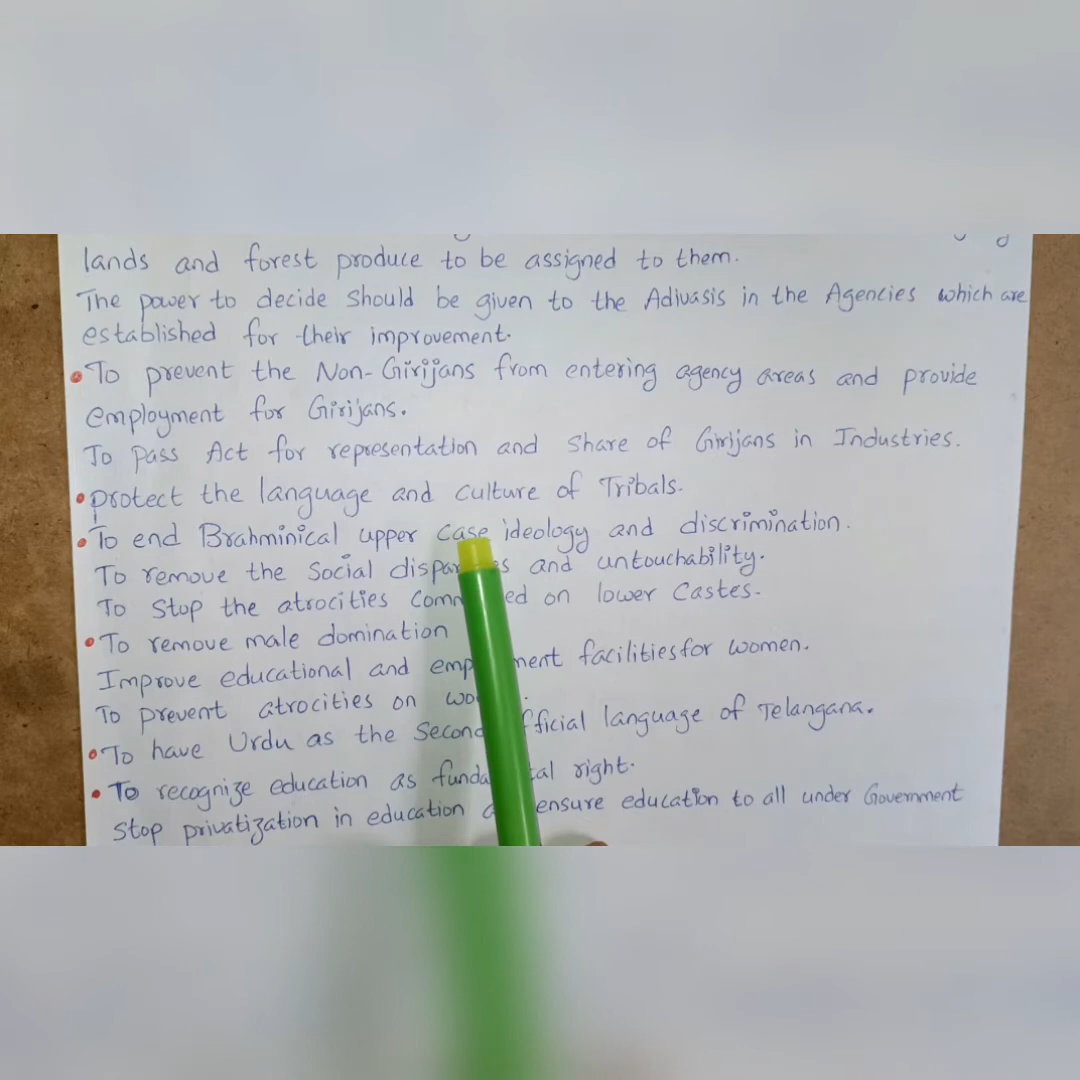 lands and forest produce to be assigned to them.
The power to decide should be given to the Adivasis in the Agencies which are
established for their improvement.
• To prevent the Non-Girijans from entering agency areas and provide
employment for Girijans.
To pass Act for representation and share of Girijans in Industries.
• protect the language and culture of Tribals.
• To end Brahminical upper case ideology and discrimination.
To remove the social and untouchability.
To stop the atrocities on lower castes.
• To remove male domination
Improve educational and facilities for women.
To prevent atrocities on
• To have Urdu as the Second official language of Telangana.
• To recognize education as right.
Stop privatization in education ensure education to all under Government